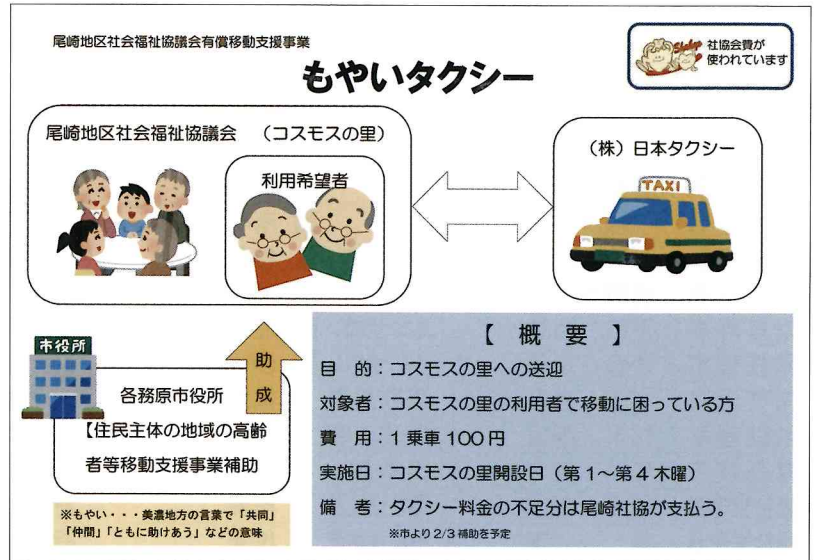 尾崎地区社会福祉協議会有償移動支援事業
もやいタクシー
Shakyo
社協会費が
使われています
尾崎地区社会福祉協議会 (コスモスの里)
利用希望者
(株)日本タクシー
TAXI
市役所
助成
各務原市役所
【住民主体の地域の高齢
者等移動支援事業補助
※もやい・・・美濃地方の言葉で「共同」
「仲間」「ともに助けあう」などの意味
【 概 要 】
目 的:コスモスの里への送迎
対象者:コスモスの里の利用者で移動に困っている方
費 用:1乗車100円
実施日:コスモスの里開設日(第1~第4木曜)
備 考:タクシー料金の不足分は尾崎社協が支払う。
※市より2/3補助を予定